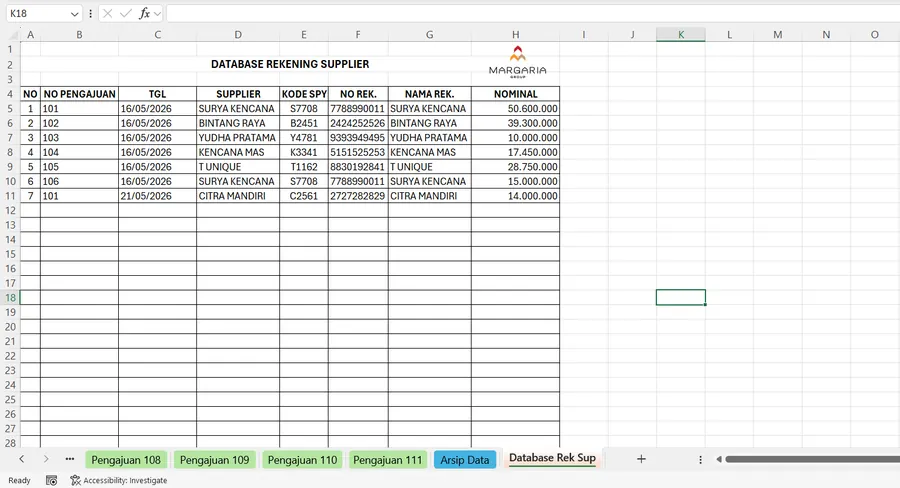 K18
fx
A B C D E F G H I J K L M N O
1
2 DATABASE REKENING SUPPLIER
MARGARIA
GROUP
3
4 NO NO PENGAJUAN TGL SUPPLIER KODE SPY NO REK. NAMA REK. NOMINAL
5 1 101 16/05/2026 SURYA KENCANA S7708 7788990011 SURYA KENCANA 50.600.000
6 2 102 16/05/2026 BINTANG RAYA B2451 2424252526 BINTANG RAYA 39.300.000
7 3 103 16/05/2026 YUDHA PRATAMA Y4781 9393949495 YUDHA PRATAMA 10.000.000
8 4 104 16/05/2026 KENCANA MAS K3341 5151525253 KENCANA MAS 17.450.000
9 5 105 16/05/2026 T UNIQUE T1162 8830192841 T UNIQUE 28.750.000
10 6 106 16/05/2026 SURYA KENCANA S7708 7788990011 SURYA KENCANA 15.000.000
11 7 101 21/05/2026 CITRA MANDIRI C2561 2727282829 CITRA MANDIRI 14.000.000
12
13
14
15
16
17
18
19
20
21
22
23
24
25
26
27
28
Pengajuan 108 Pengajuan 109 Pengajuan 110 Pengajuan 111 Arsip Data Database Rek Sup
Ready Accessibility: Investigate